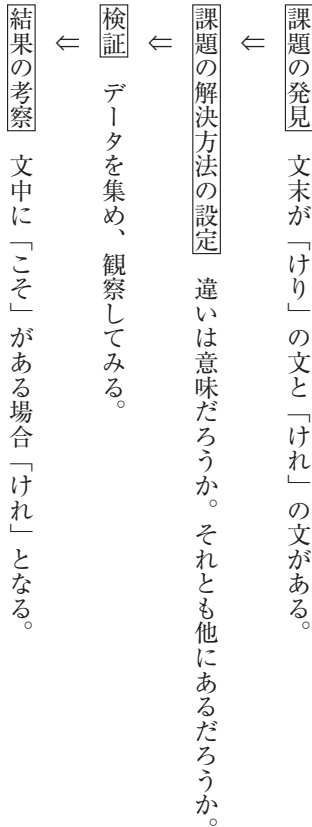 課題の発見　文末が「けり」の文と「けれ」の文がある。
⇐
課題の解決方法の設定　違いは意味だろうか。それとも他にあるだろうか。
⇐
検証　データを集め、観察してみる。
⇐
結果の考察　文中に「こそ」がある場合「けれ」となる。